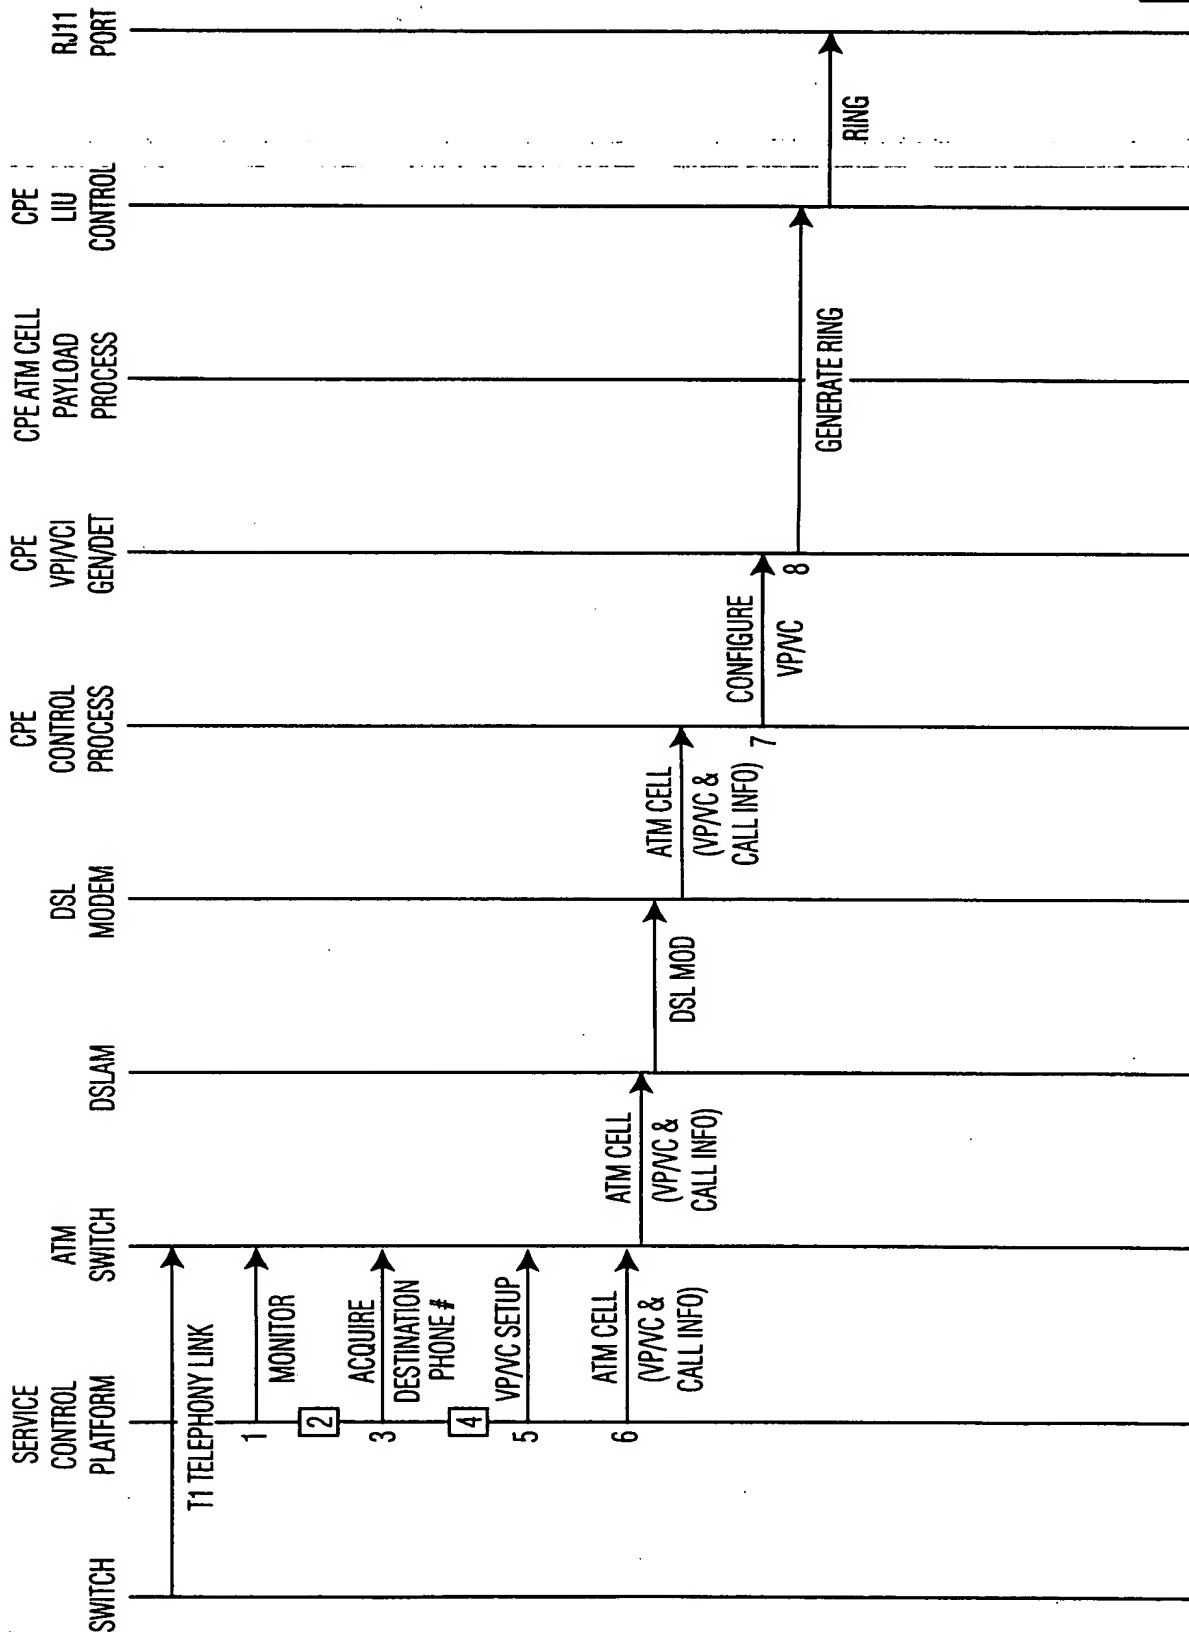 SWITCH
SERVICE
CONTROL
PLATFORM
ATM
SWITCH
DSLAM
DSL
MODEM
CPE
CONTROL
PROCESS
CPE
VPI/VCI
GEN/DET
CPE ATM CELL
PAYLOAD
PROCESS
CPE
LIU
CONTROL
RJ11
PORT
T1 TELEPHONY LINK
1
MONITOR
2
3
ACQUIRE
DESTINATION
PHONE #
4
5
VP/VC SETUP
6
ATM CELL
(VP/VC &
CALL INFO)
ATM CELL
(VP/VC &
CALL INFO)
DSL MOD
ATM CELL
(VP/VC &
CALL INFO)
7
CONFIGURE
VP/VC
8
GENERATE RING
RING